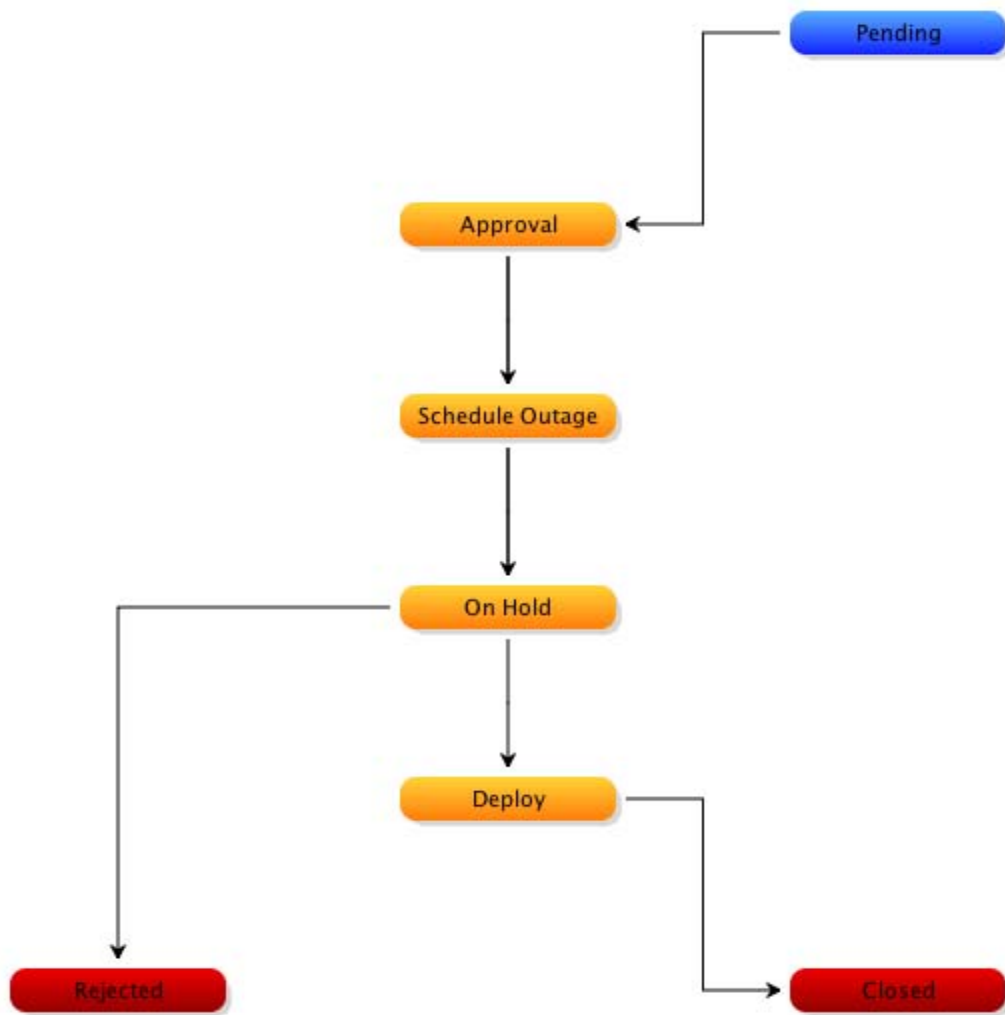 Pending
Approval
Schedule Outage
On Hold
Deploy
Rejected
Closed